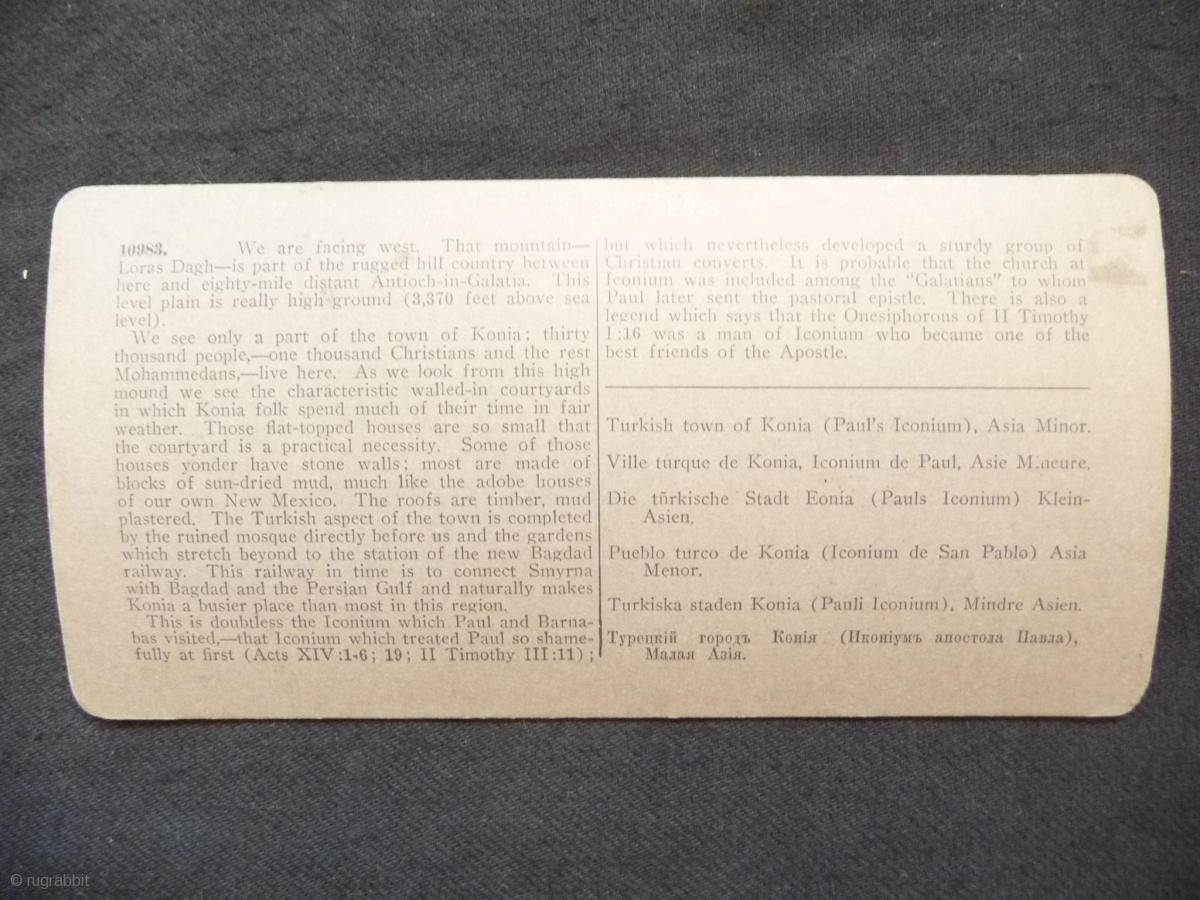 10983. We are facing west. That mountain—
Loras Dagh—is part of the rugged hill country between
here and eighty-mile distant Antioch-in-Galatia. This
level plain is really high ground (3,370 feet above sea
level).
We see only a part of the town of Konia; thirty
thousand people,—one thousand Christians and the rest
Mohammedans,—live here. As we look from this high
mound we see the characteristic walled-in courtyards
in which Konia folk spend much of their time in fair
weather. Those flat-topped houses are so small that
the courtyard is a practical necessity. Some of those
houses yonder have stone walls; most are made of
blocks of sun-dried mud, much like the adobe houses
of our own New Mexico. The roofs are timber, mud
plastered. The Turkish aspect of the town is completed
by the ruined mosque directly before us and the gardens
which stretch beyond to the station of the new Bagdad
railway. This railway in time is to connect Smyrna
with Bagdad and the Persian Gulf and naturally makes
Konia a busier place than most in this region.
This is doubtless the Iconium which Paul and Barna-
bas visited,—that Iconium which treated Paul so shame-
fully at first (Acts XIV:1-6; 19; II Timothy III:11);
but which nevertheless developed a sturdy group of
Christian converts. It is probable that the church at
Iconium was included among the "Galatians" to whom
Paul later sent the pastoral epistle. There is also a
legend which says that the Onesiphorous of II Timothy
1:16 was a man of Iconium who became one of the
best friends of the Apostle.
Turkish town of Konia (Paul's Iconium), Asia Minor.
Ville turque de Konia, Iconium de Paul, Asie M:neure.
Die tñrkische Stadt Eonia (Pauls Iconium) Klein-
Asien.
Pueblo turco de Konia (Iconium de San Pablo) Asia
Menor.
Turkiska staden Konia (Pauli Iconium), Mindre Asien.
Турецкій городъ Конія (Иконіумъ апостола Павла),
Малая Азія.
© rugrabbit